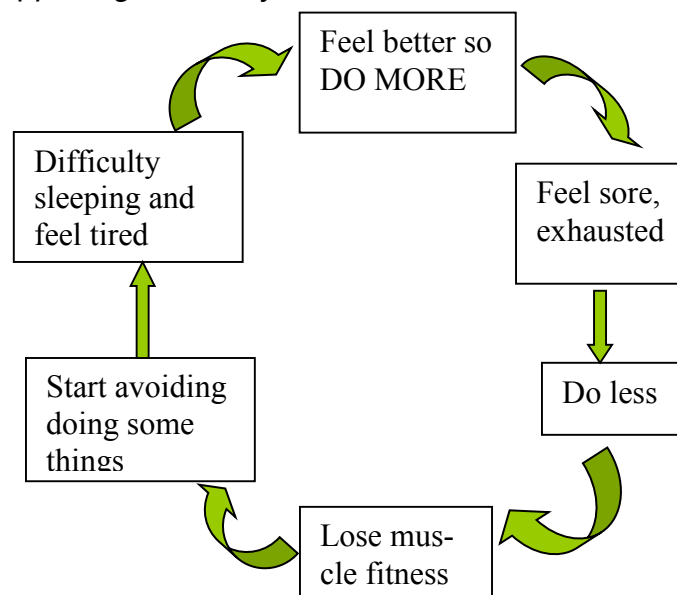 Feel better so
DO MORE
Feel sore,
exhausted
Do less
Lose mus-
cle fitness
Start avoiding
doing some
things
Difficulty
sleeping and
feel tired